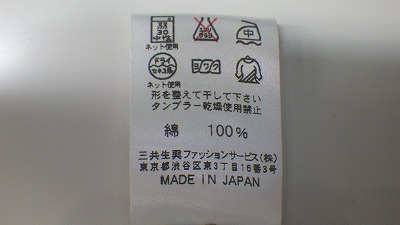 30
中
ネット使用
ドライ
セキユ系
ヨワク
ネット使用
形を整えて干して下さい
タンブラー乾燥使用禁止
綿 100%
三共生興ファッションサービス(株)
東京都渋谷区東3丁目16番3号
MADE IN JAPAN